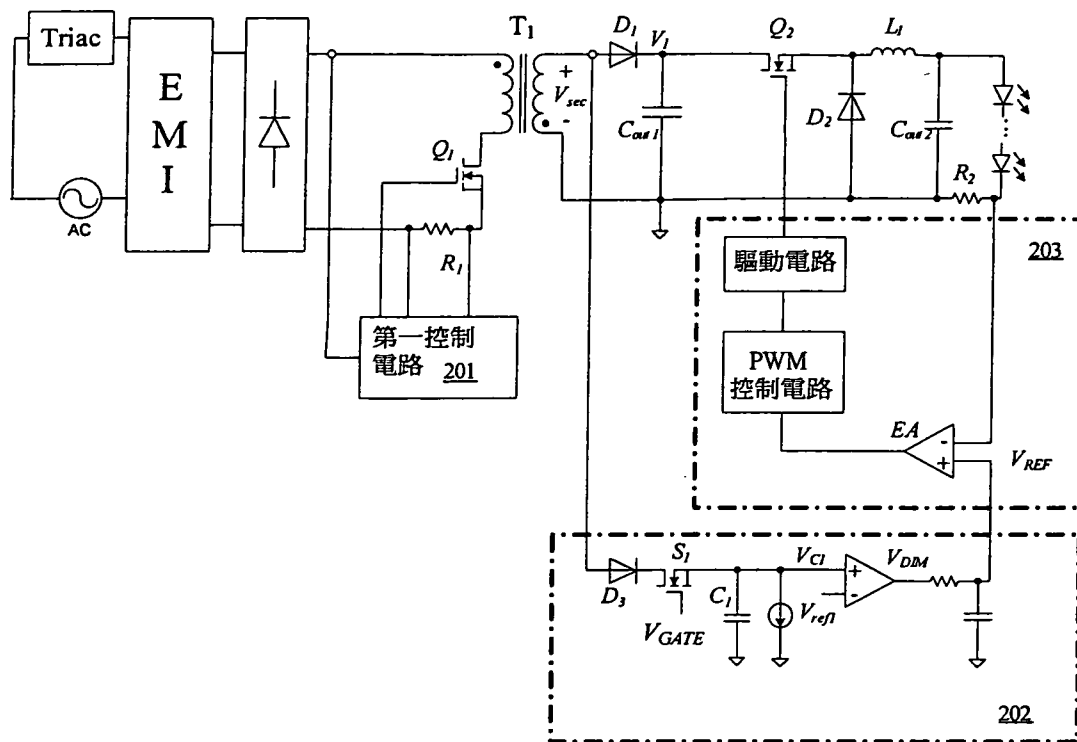 Triac
AC
E
M
I
Q1
R1
第一控制
電路 201
T1
D1
V1
+
Vsec
-
Cout1
Q2
D2
L1
Cout2
R2
203
驅動電路
PWM
控制電路
EA
-
+
VREF
D3
S1
VGATE
C1
VC1
Vref1
+
-
VDIM
202